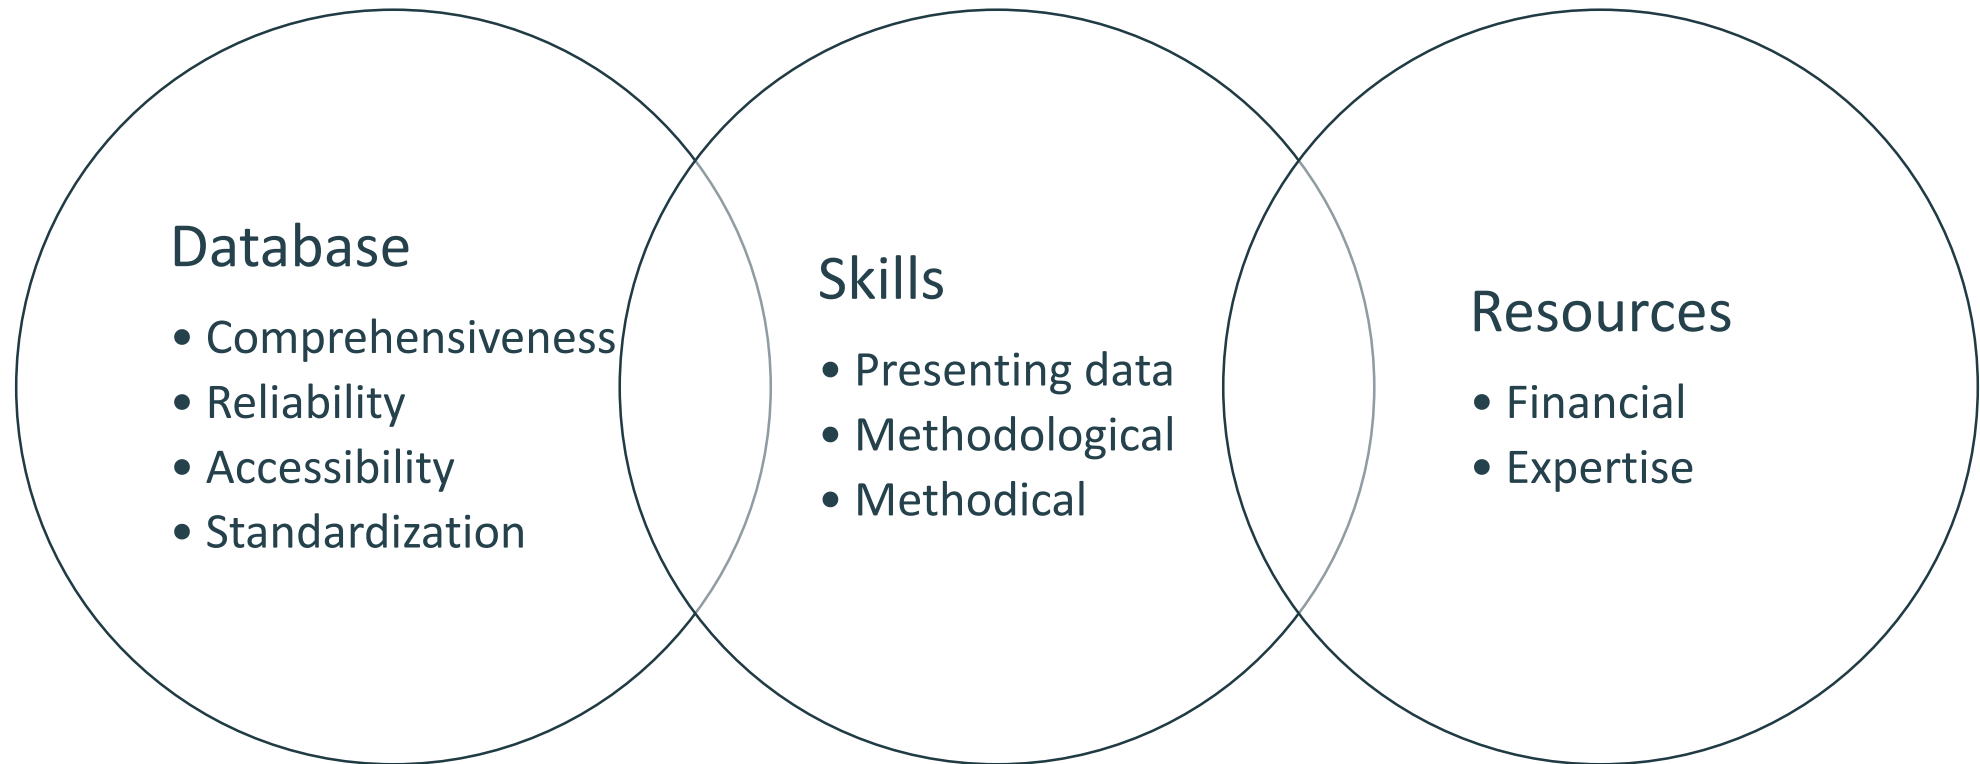 Database
• Comprehensiveness
• Reliability
• Accessibility
• Standardization
Skills
• Presenting data
• Methodological
• Methodical
Resources
• Financial
• Expertise